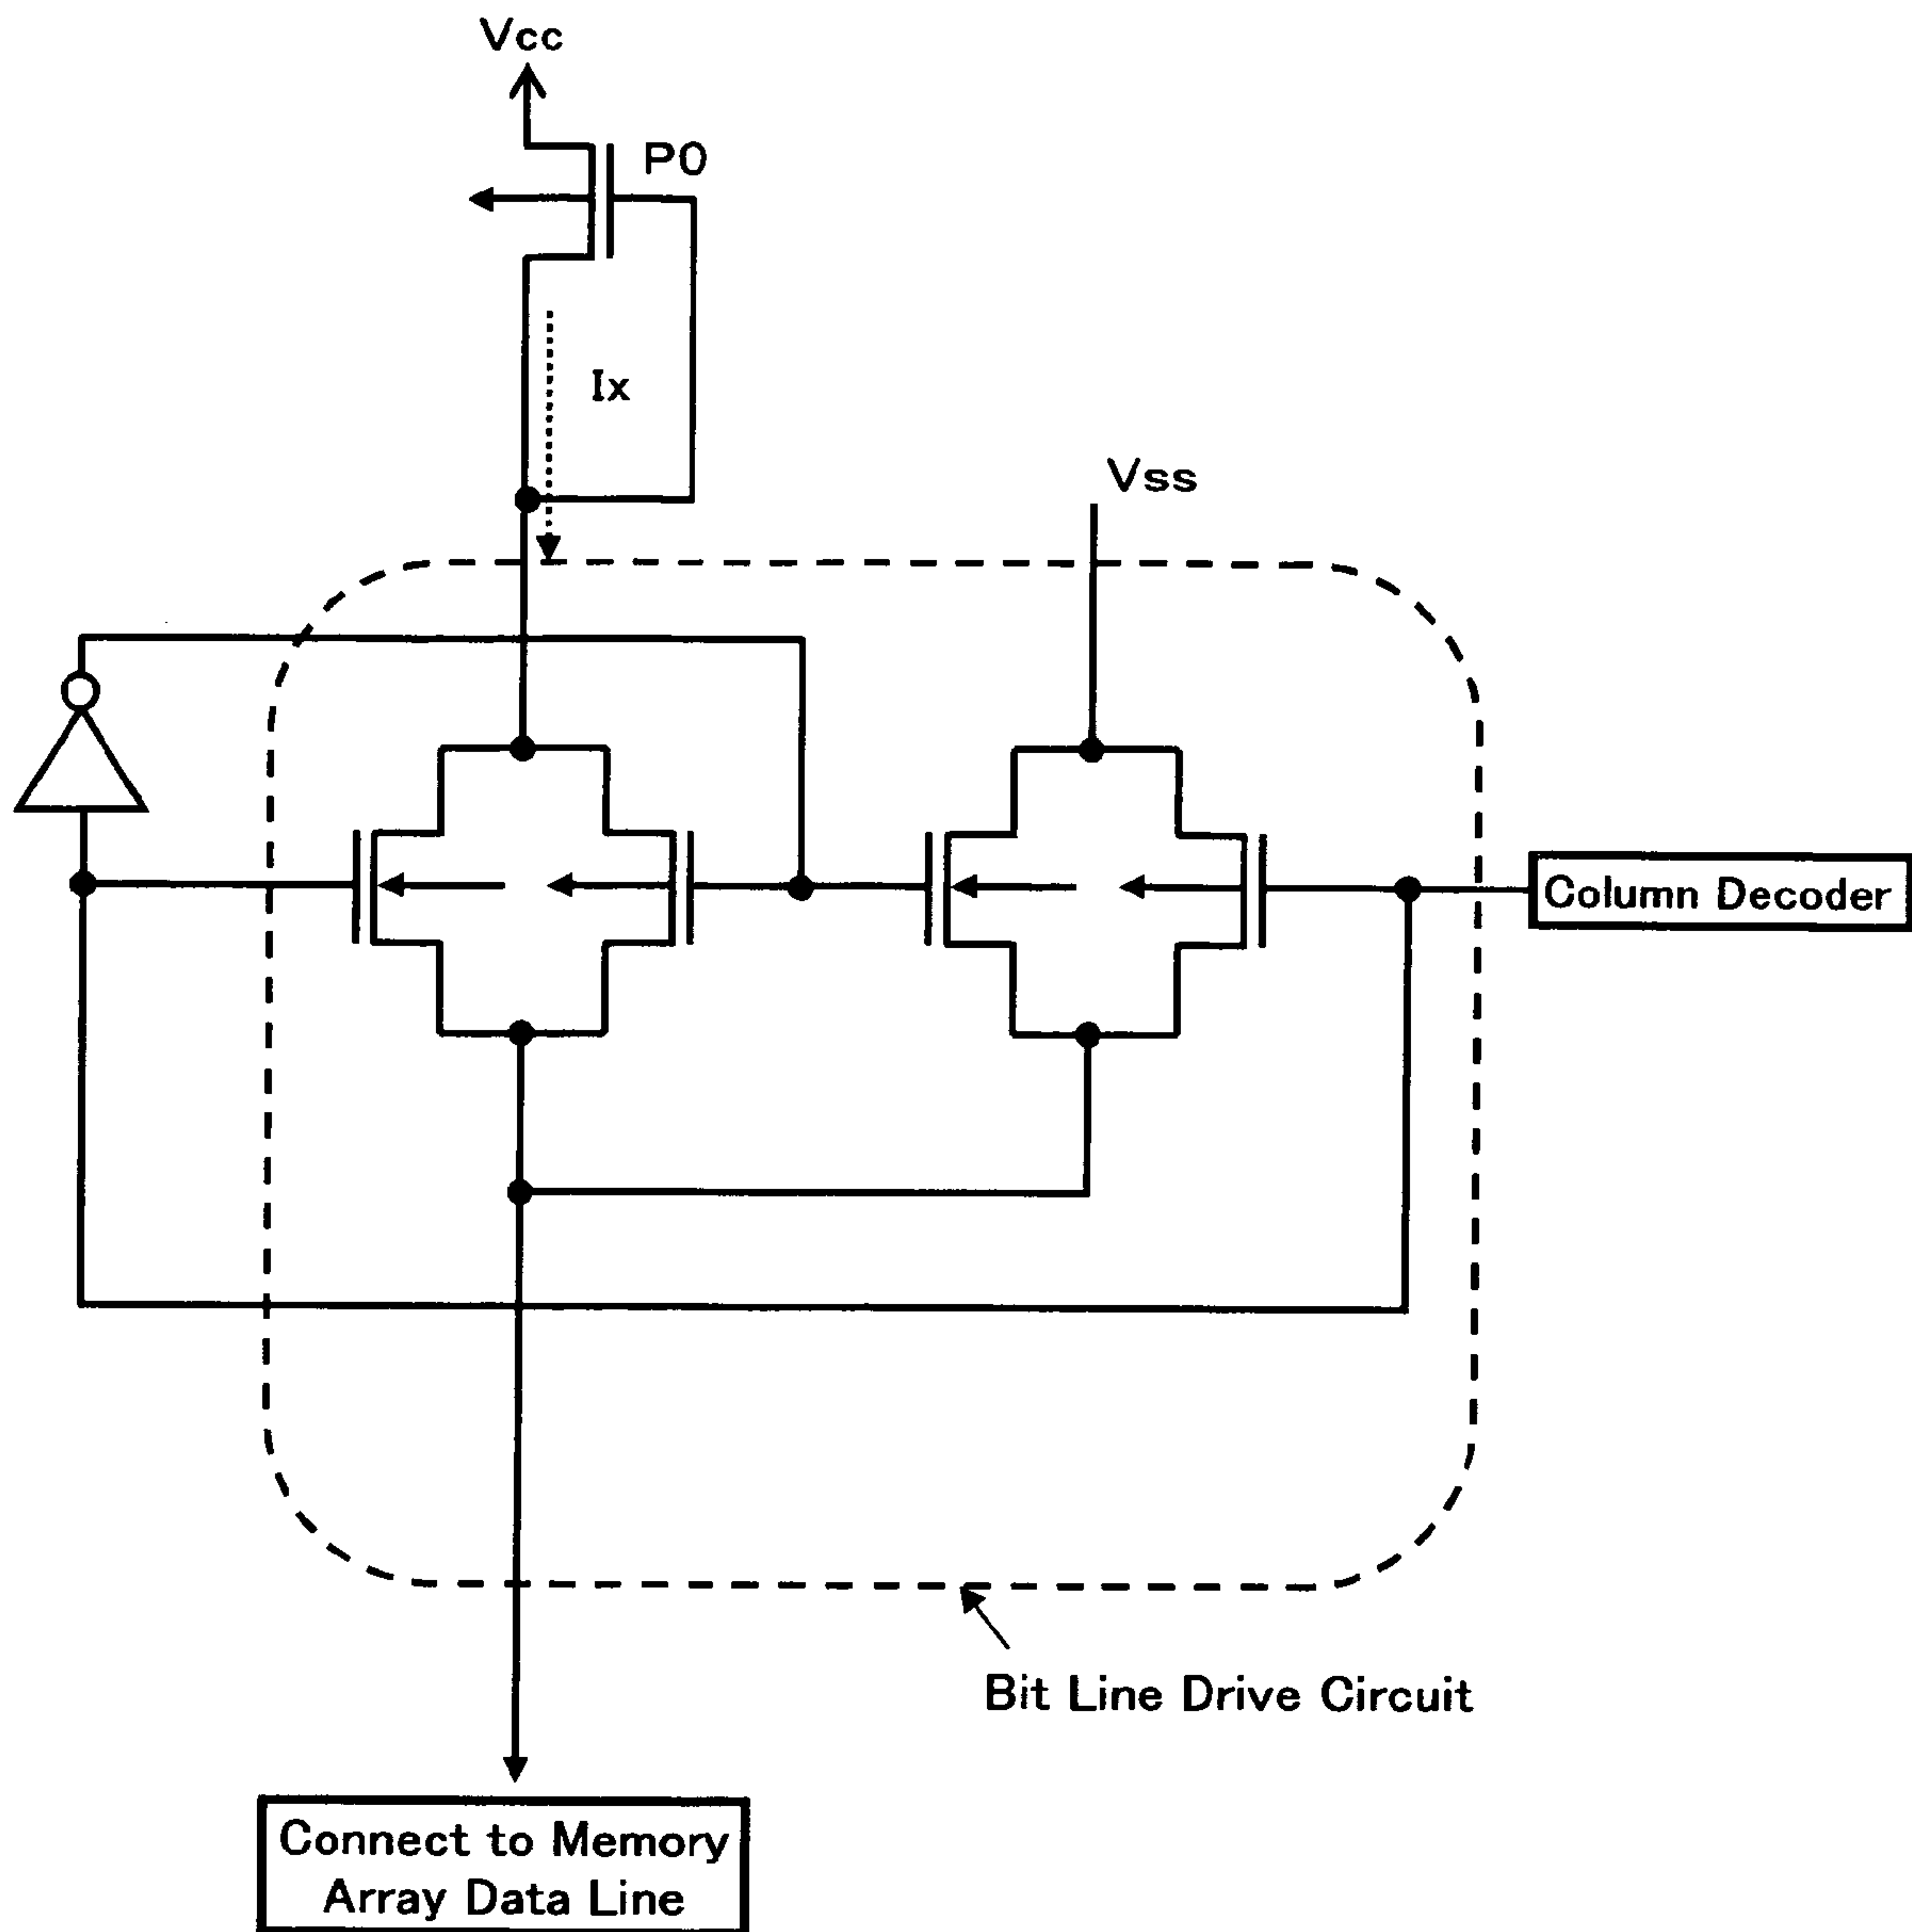 Vcc
P0
Ix
Vss
Column Decoder
Bit Line Drive Circuit
Connect to Memory
Array Data Line